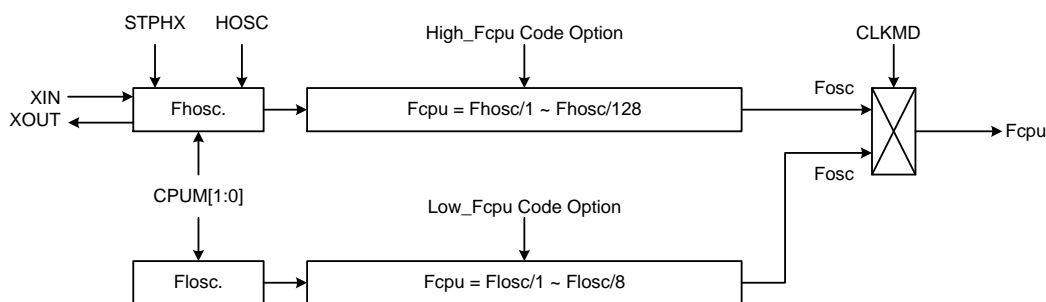 STPHX
HOSC
High_Fcpu Code Option
CLKMD
XIN
XOUT
Fhosc.
Fcpu = Fhosc/1 ~ Fhosc/128
Fosc
Fcpu
Fosc
CPUM[1:0]
Low_Fcpu Code Option
Flosc.
Fcpu = Flosc/1 ~ Flosc/8